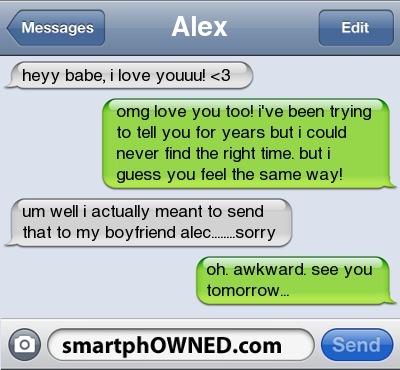 Messages
Alex
Edit
heyy babe, i love youuu! <3
omg love you too! i've been trying
to tell you for years but i could
never find the right time. but i
guess you feel the same way!
um well i actually meant to send
that to my boyfriend alec........sorry
oh. awkward. see you
tomorrow...
smartphOWNED.com
Send